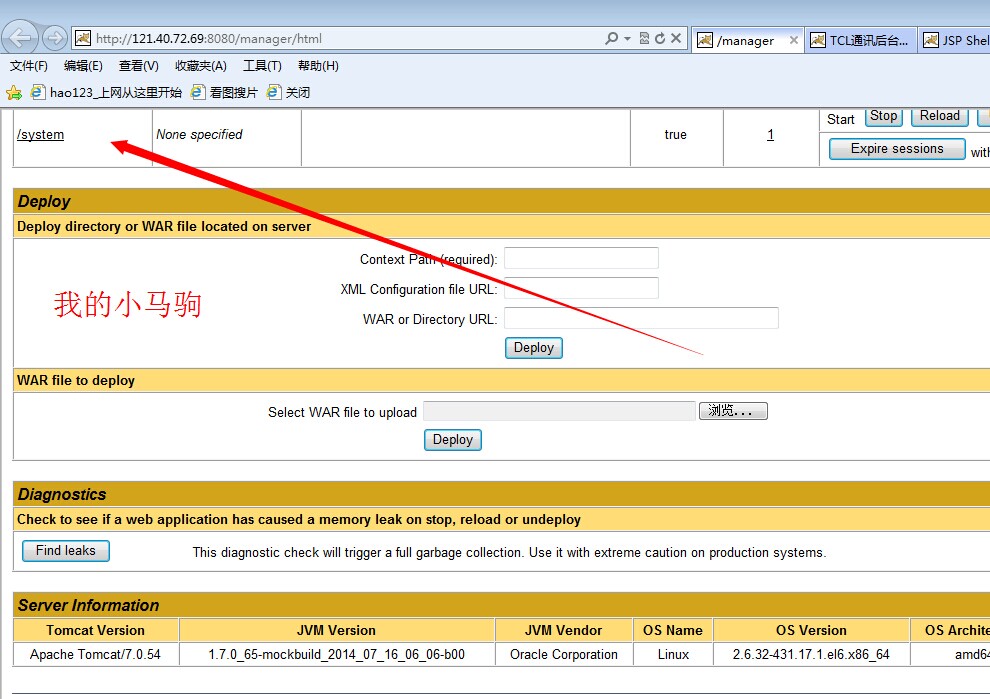 http://121.40.72.69:8080/manager/html
/manager
TCL通讯后台...
JSP Shel
文件(F) 编辑(E) 查看(V) 收藏夹(A) 工具(T) 帮助(H)
hao123_上网从这里开始 看图搜片 关闭
/system None specified true 1 Start Stop Reload
Expire sessions with
Deploy
Deploy directory or WAR file located on server
Context Path (required):
XML Configuration file URL:
我的小马驹
WAR or Directory URL:
Deploy
WAR file to deploy
Select WAR file to upload 浏览...
Deploy
Diagnostics
Check to see if a web application has caused a memory leak on stop, reload or undeploy
Find leaks This diagnostic check will trigger a full garbage collection. Use it with extreme caution on production systems.
Server Information
Tomcat Version JVM Version JVM Vendor OS Name OS Version OS Archite
Apache Tomcat/7.0.54 1.7.0_65-mockbuild_2014_07_16_06_06-b00 Oracle Corporation Linux 2.6.32-431.17.1.el6.x86_64 amd64